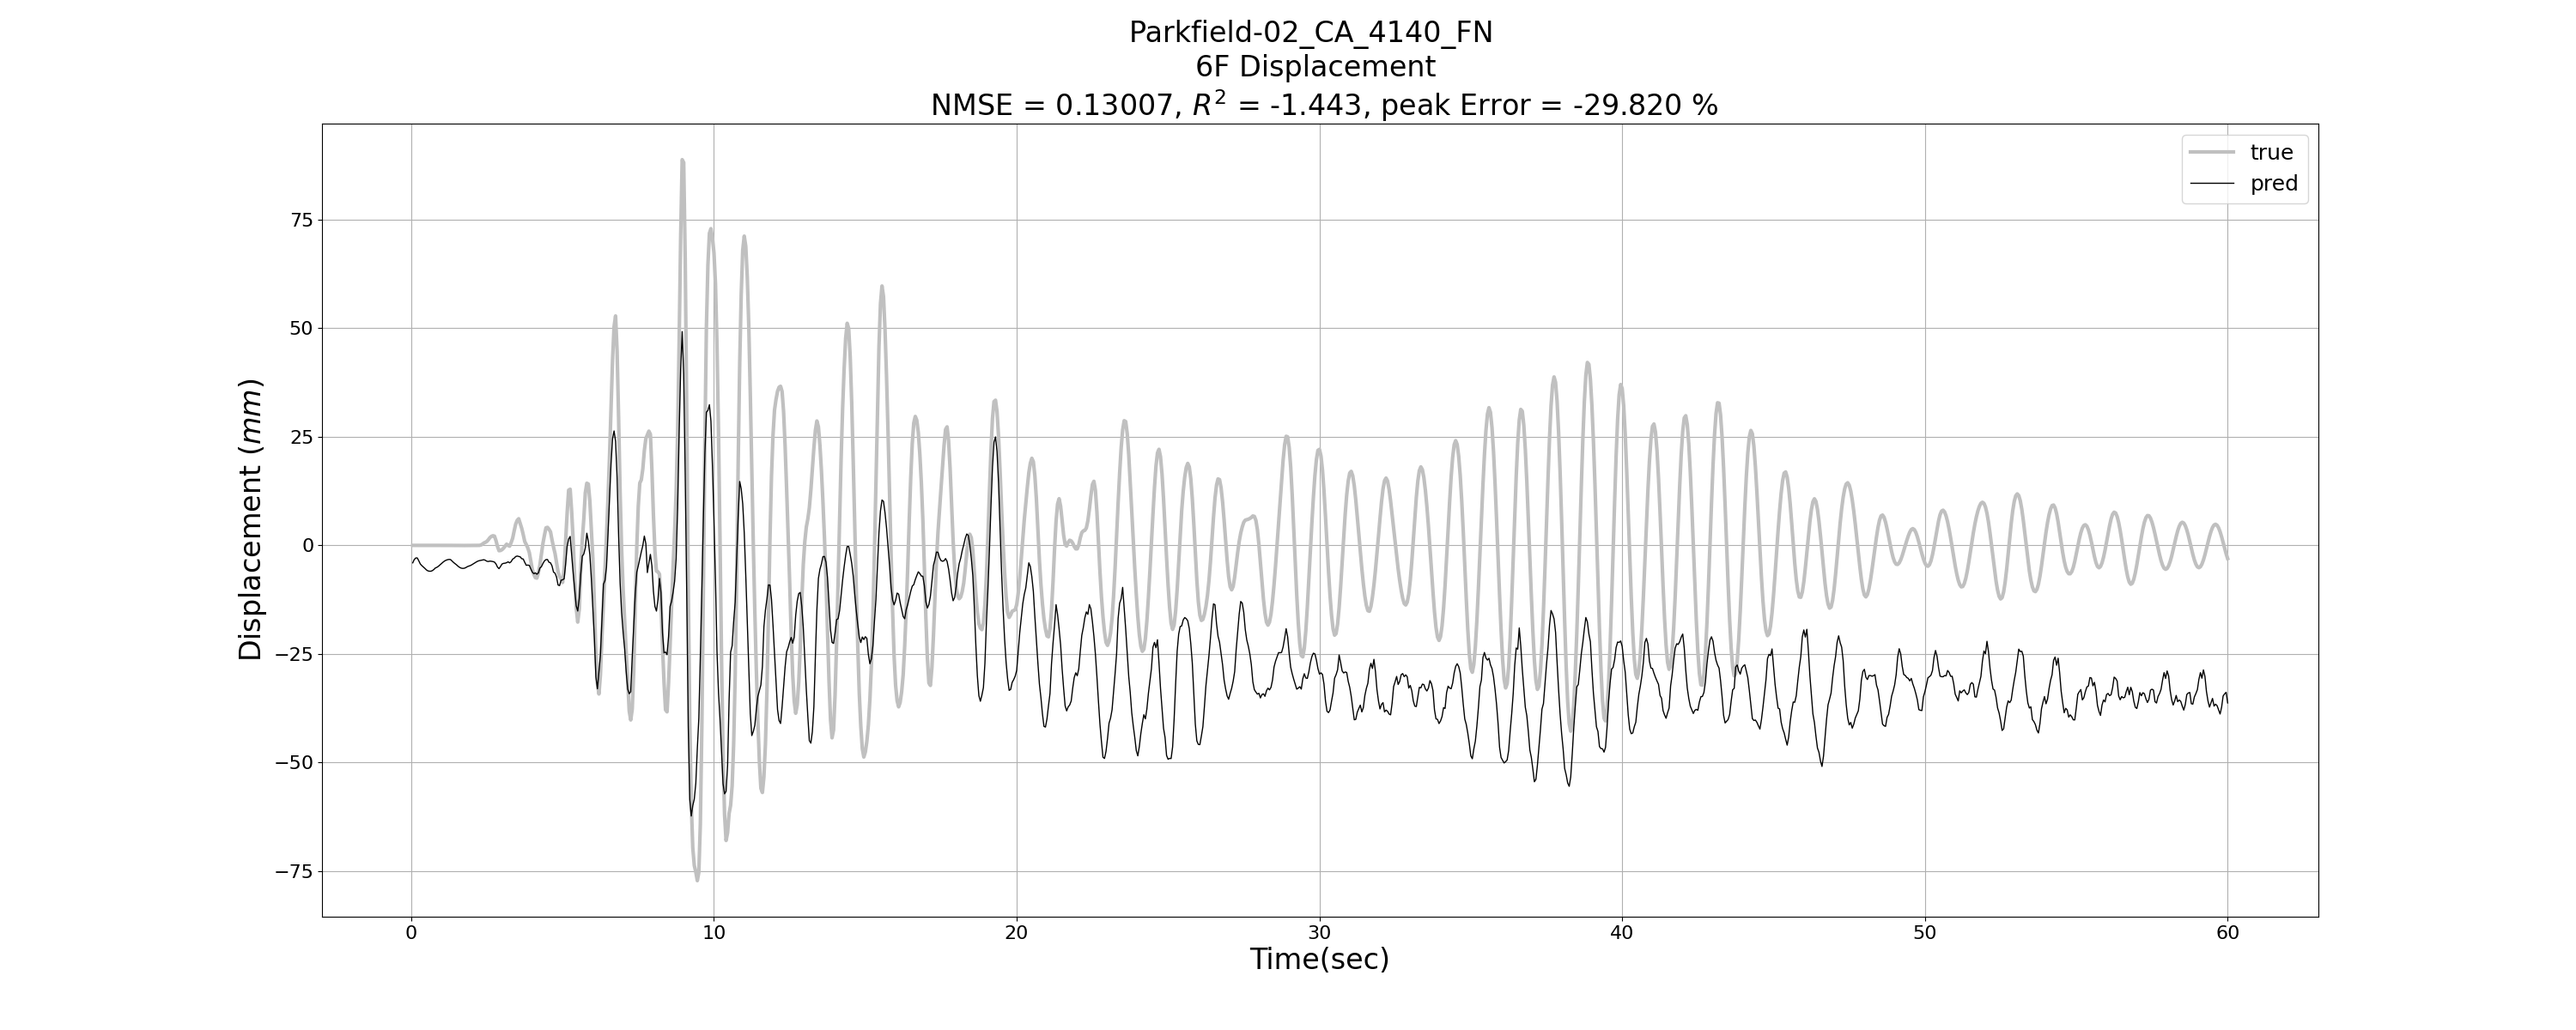 Parkfield-02_CA_4140_FN
6F Displacement
NMSE = 0.13007, R² = -1.443, peak Error = -29.820 %
true
pred
75
50
25
0
−25
−50
−75
Displacement (mm)
0 10 20 30 40 50 60
Time(sec)